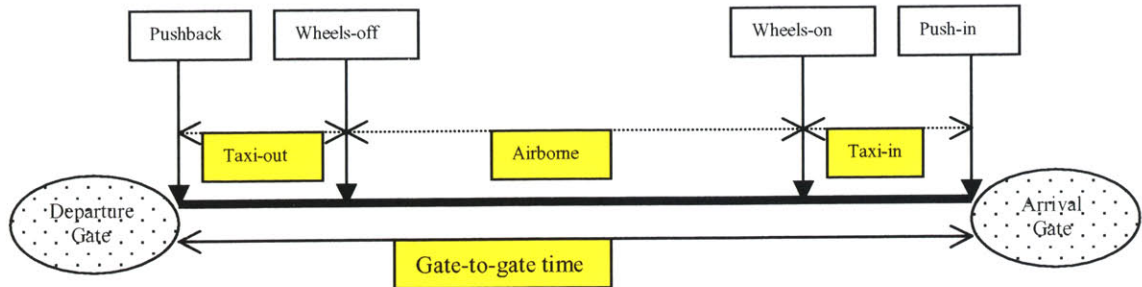 Pushback
Wheels-off
Wheels-on
Push-in
Taxi-out
Airborne
Taxi-in
Departure
Gate
Arrival
Gate
Gate-to-gate time